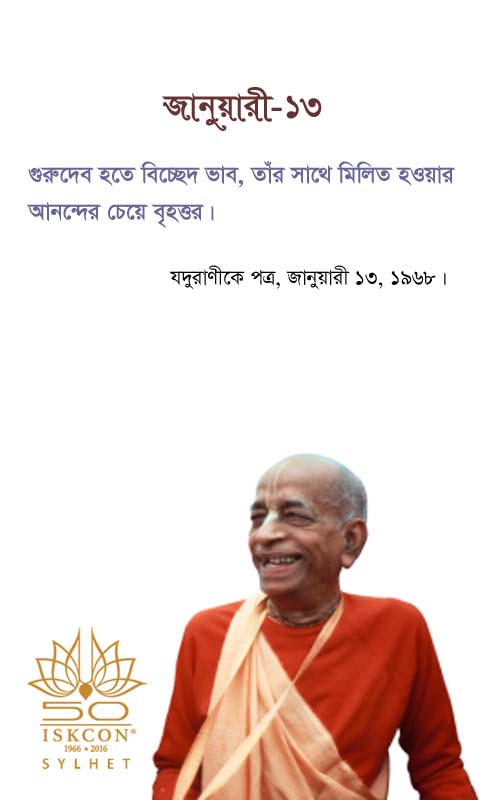 জানুয়ারী-১৩
গুরুদেব হতে বিচ্ছেদ ভাব, তাঁর সাথে মিলিত হওয়ার
আনন্দের চেয়ে বৃহত্তর।
যদুরাণীকে পত্র, জানুয়ারী ১৩, ১৯৬৮।
50
ISKCON®
1966 • 2016
SYLHET